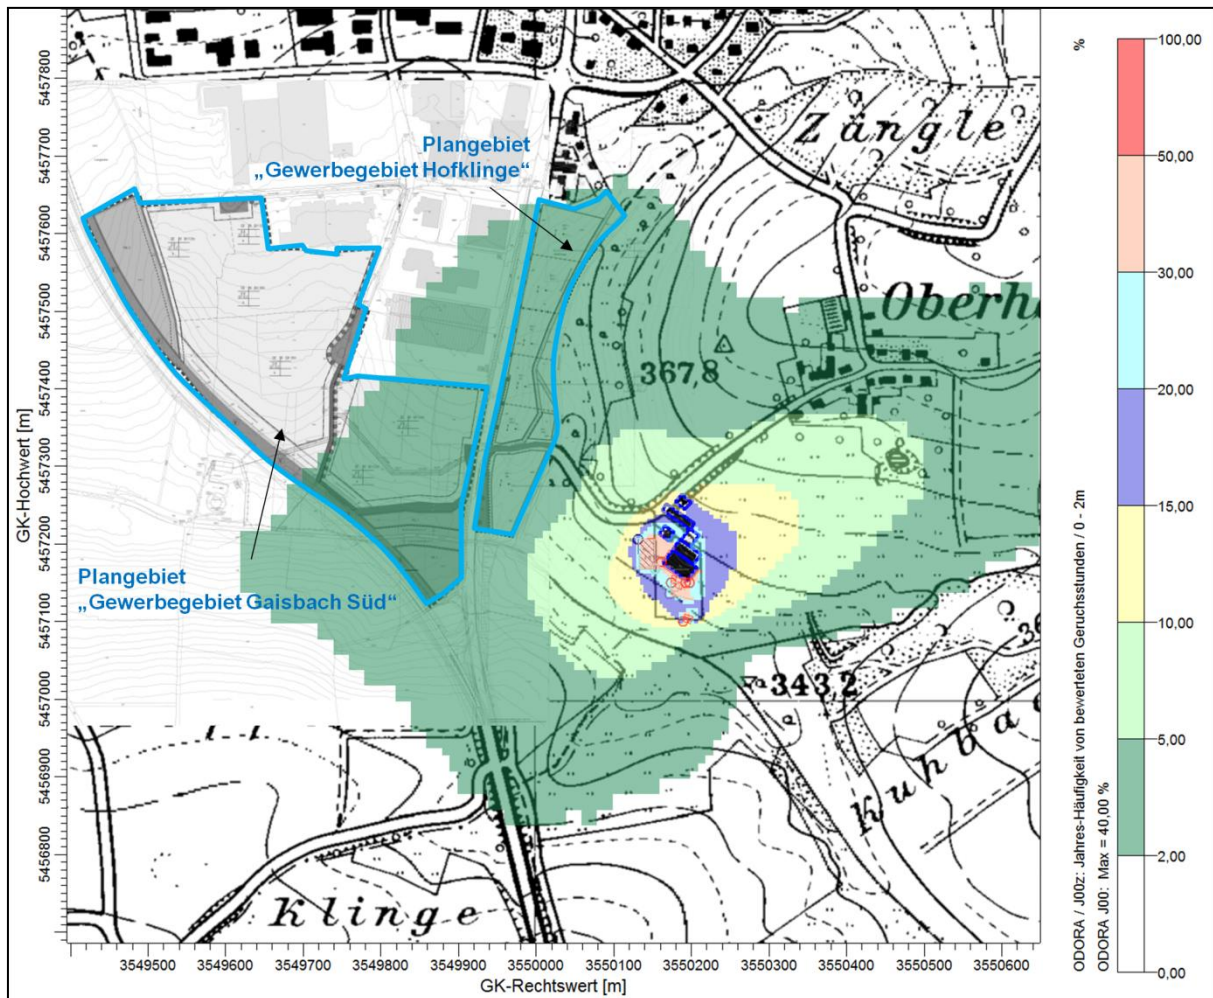 Plangebiet
„Gewerbegebiet Hofklinge“
Zängle
Oberh
367,8
Plangebiet
„Gewerbegebiet Gaisbach Süd“
343,2
36
Kuhba
Klinge
GK-Hochwert [m]
5457800
5457700
5457600
5457500
5457400
5457300
5457200
5457100
5457000
5456900
5456800
3549500 3549600 3549700 3549800 3549900 3550000 3550100 3550200 3550300 3550400 3550500 3550600
GK-Rechtswert [m]
%
100,00
50,00
30,00
20,00
15,00
10,00
5,00
2,00
0,00
ODORA / J00z: Jahres-Häufigkeit von bewerteten Geruchsstunden / 0 - 2m
ODORA J00: Max = 40,00 %